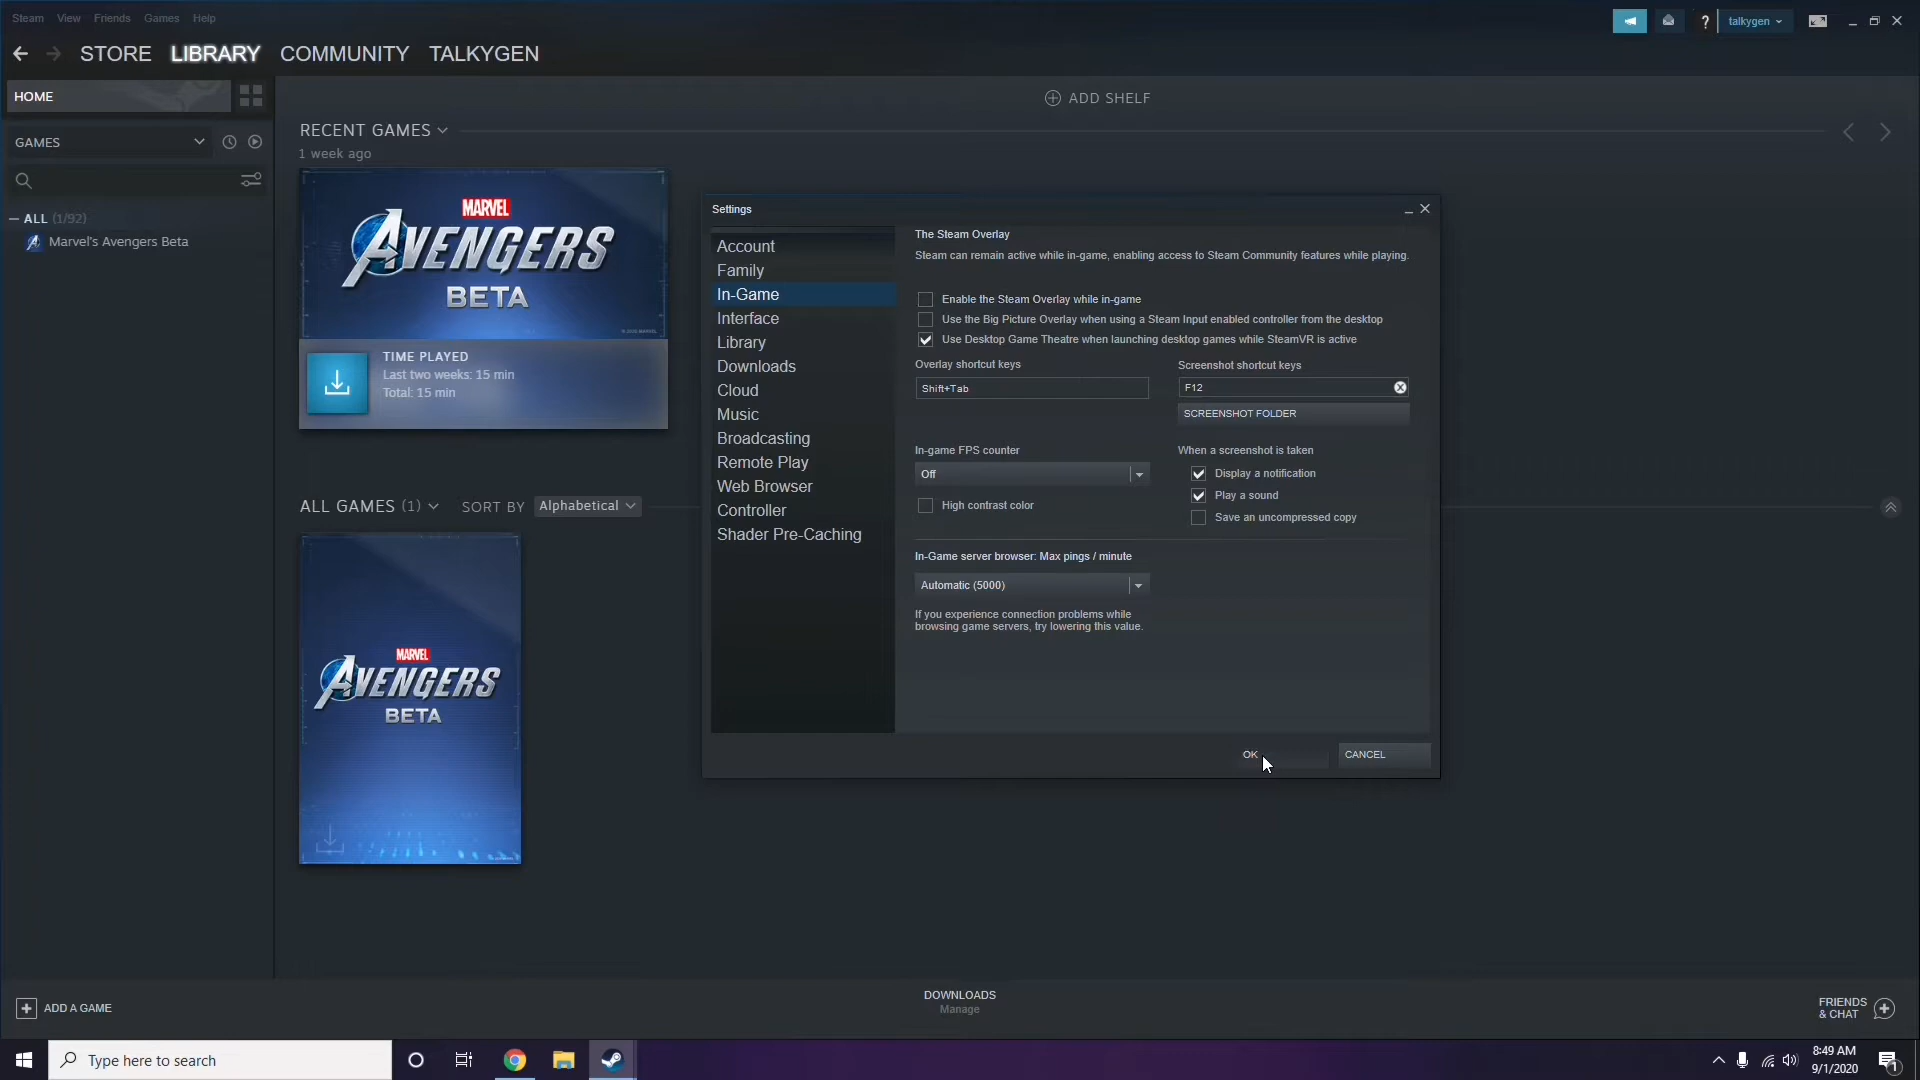 Steam View Friends Games Help
? talkygen
STORE LIBRARY COMMUNITY TALKYGEN
HOME
ADD SHELF
GAMES
RECENT GAMES
1 week ago
ALL (1/92)
Marvel's Avengers Beta
MARVEL
AVENGERS
BETA
TIME PLAYED
Last two weeks: 15 min
Total: 15 min
ALL GAMES (1) SORT BY Alphabetical
MARVEL
AVENGERS
BETA
Settings
Account
Family
In-Game
Interface
Library
Downloads
Cloud
Music
Broadcasting
Remote Play
Web Browser
Controller
Shader Pre-Caching
The Steam Overlay
Steam can remain active while in-game, enabling access to Steam Community features while playing.
Enable the Steam Overlay while in-game
Use the Big Picture Overlay when using a Steam Input enabled controller from the desktop
Use Desktop Game Theatre when launching desktop games while SteamVR is active
Overlay shortcut keys
Shift+Tab
Screenshot shortcut keys
F12
SCREENSHOT FOLDER
In-game FPS counter
Off
High contrast color
When a screenshot is taken
Display a notification
Play a sound
Save an uncompressed copy
In-Game server browser: Max pings / minute
Automatic (5000)
If you experience connection problems while
browsing game servers, try lowering this value.
OK
CANCEL
ADD A GAME
DOWNLOADS
Manage
FRIENDS
& CHAT
Type here to search
8:49 AM
9/1/2020
1